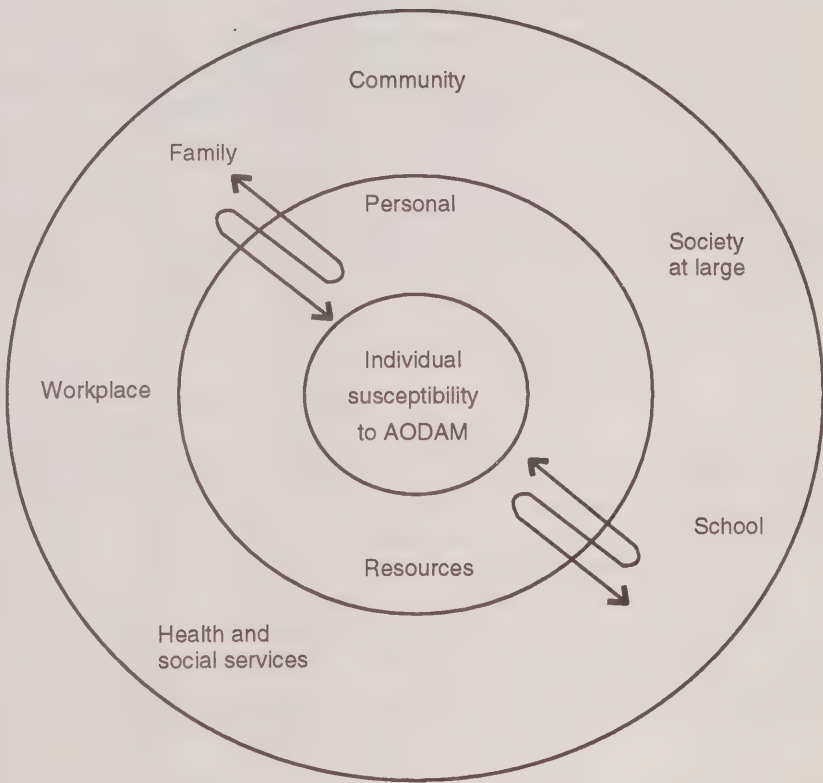 Community
Family
Personal
Society
at large
Individual
susceptibility
to AODAM
Workplace
School
Resources
Health and
social services